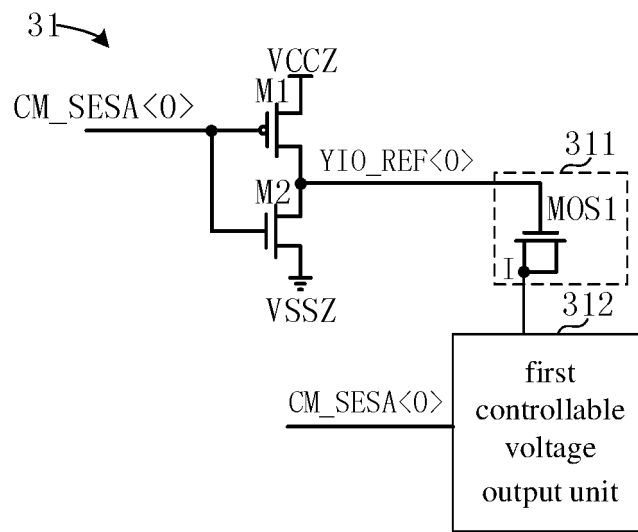 31
VCCZ
M1
CM_SESA<0>
YIO_REF<0>
311
M2
MOS1
I
VSSZ
312
CM_SESA<0>
first
controllable
voltage
output unit